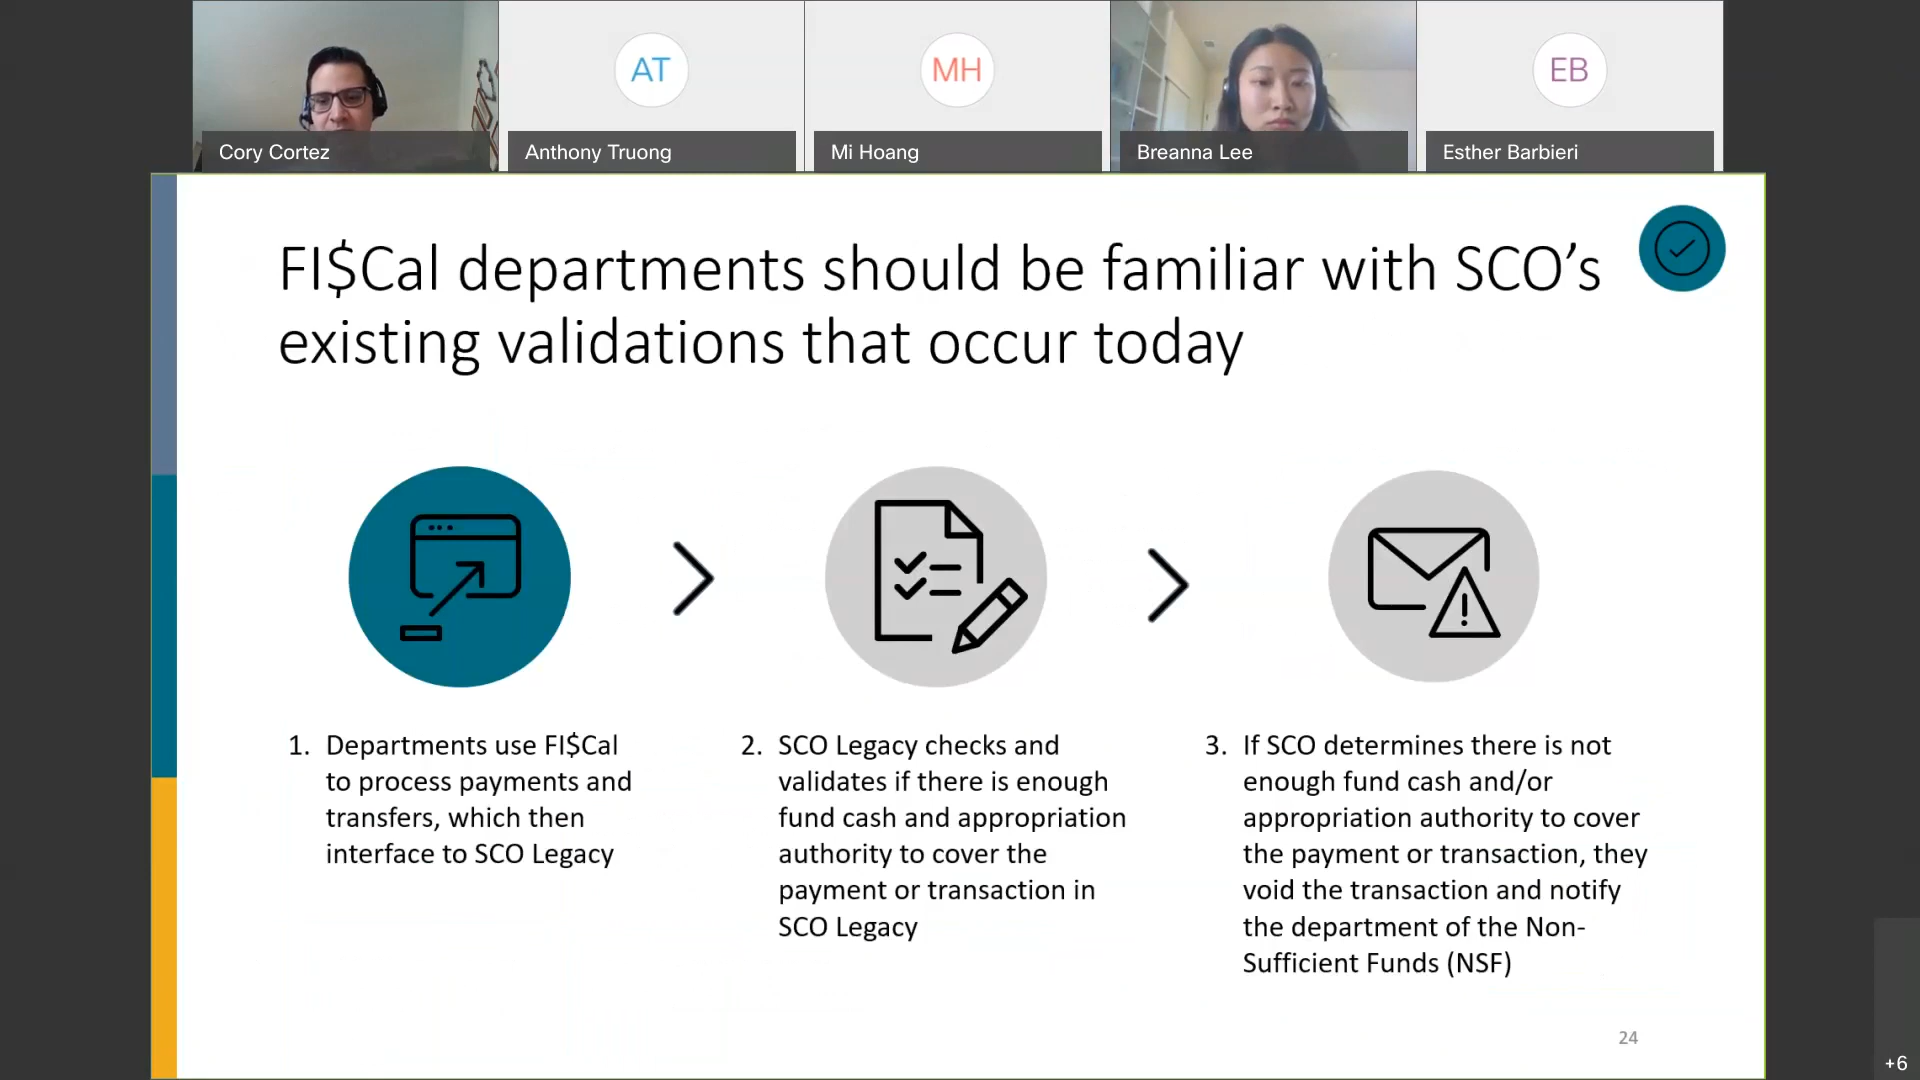 AT
MH
EB
Cory Cortez
Anthony Truong
Mi Hoang
Breanna Lee
Esther Barbieri
FI$Cal departments should be familiar with SCO’s
existing validations that occur today
1. Departments use FI$Cal
to process payments and
transfers, which then
interface to SCO Legacy
2. SCO Legacy checks and
validates if there is enough
fund cash and appropriation
authority to cover the
payment or transaction in
SCO Legacy
3. If SCO determines there is not
enough fund cash and/or
appropriation authority to cover
the payment or transaction, they
void the transaction and notify
the department of the Non-
Sufficient Funds (NSF)
24
+6